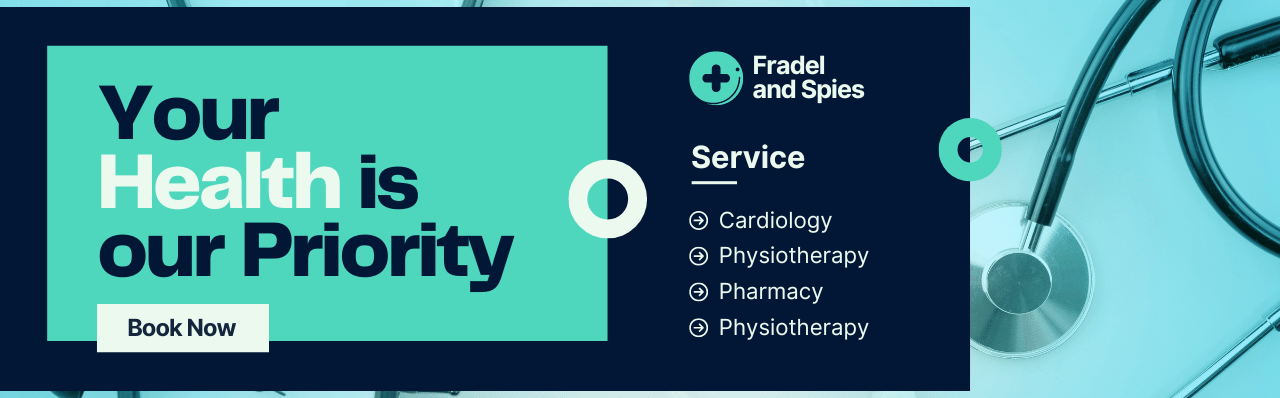 Your
Health is
our Priority
Book Now
Fradel
and Spies
Service
Cardiology
Physiotherapy
Pharmacy
Physiotherapy